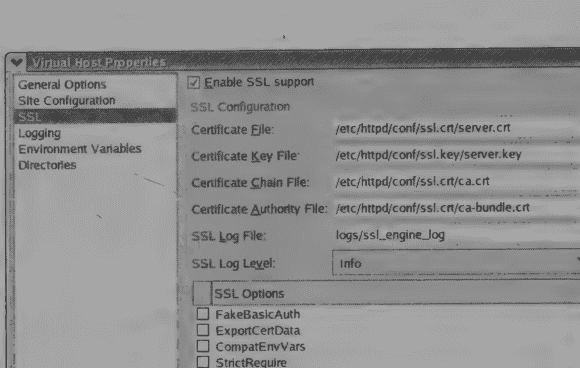 Virtual Host Properties
General Options
Site Configuration
SSL
Logging
Environment Variables
Directories
Enable SSL support
SSL Configuration
Certificate File: /etc/httpd/conf/ssl.crt/server.crt
Certificate Key File: /etc/httpd/conf/ssl.key/server.key
Certificate Chain File: /etc/httpd/conf/ssl.crt/ca.crt
Certificate Authority File: /etc/httpd/conf/ssl.crt/ca-bundle.crt
SSL Log File: logs/ssl_engine_log
SSL Log Level: Info
SSL Options
FakeBasicAuth
ExportCertData
CompatEnvVars
StrictRequire